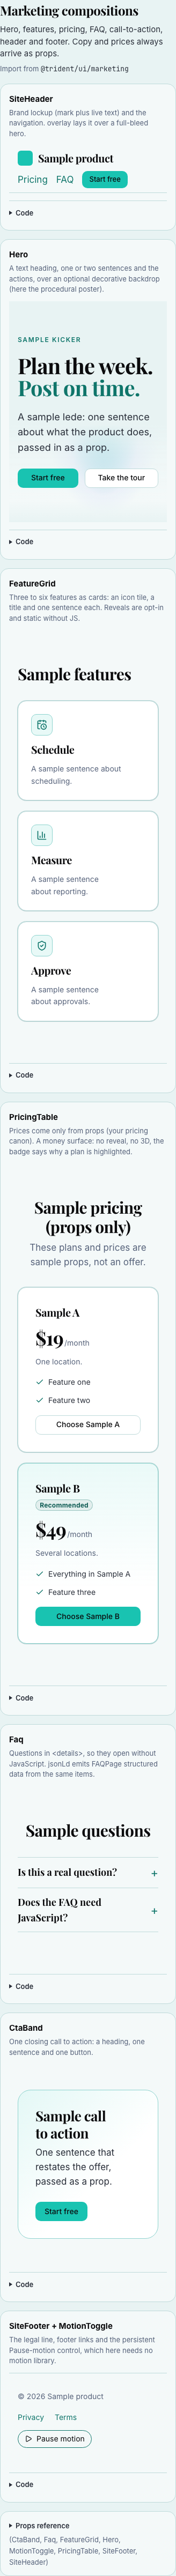 Marketing compositions
Hero, features, pricing, FAQ, call-to-action,
header and footer. Copy and prices always
arrive as props.
Import from @trident/ui/marketing
SiteHeader
Brand lockup (mark plus live text) and the
navigation. overlay lays it over a full-bleed
hero.
Sample product
Pricing FAQ Start free
Code
Hero
A text heading, one or two sentences and the
actions, over an optional decorative backdrop
(here the procedural poster).
SAMPLE KICKER
Plan the week.
Post on time.
A sample lede: one sentence
about what the product does,
passed in as a prop.
Start free Take the tour
Code
FeatureGrid
Three to six features as cards: an icon tile, a
title and one sentence each. Reveals are opt-in
and static without JS.
Sample features
Schedule
A sample sentence about
scheduling.
Measure
A sample sentence
about reporting.
Approve
A sample sentence
about approvals.
Code
PricingTable
Prices come only from props (your pricing
canon). A money surface: no reveal, no 3D, the
badge says why a plan is highlighted.
Sample pricing
(props only)
These plans and prices are
sample props, not an offer.
Sample A
$19/month
One location.
Feature one
Feature two
Choose Sample A
Sample B
Recommended
$49/month
Several locations.
Everything in Sample A
Feature three
Choose Sample B
Code
Faq
Questions in <details>, so they open without
JavaScript. jsonLd emits FAQPage structured
data from the same items.
Sample questions
Is this a real question? +
Does the FAQ need
JavaScript? +
Code
CtaBand
One closing call to action: a heading, one
sentence and one button.
Sample call
to action
One sentence that
restates the offer,
passed as a prop.
Start free
Code
SiteFooter + MotionToggle
The legal line, footer links and the persistent
Pause-motion control, which here needs no
motion library.
© 2026 Sample product
Privacy Terms
Pause motion
Code
Props reference
(CtaBand, Faq, FeatureGrid, Hero,
MotionToggle, PricingTable, SiteFooter,
SiteHeader)